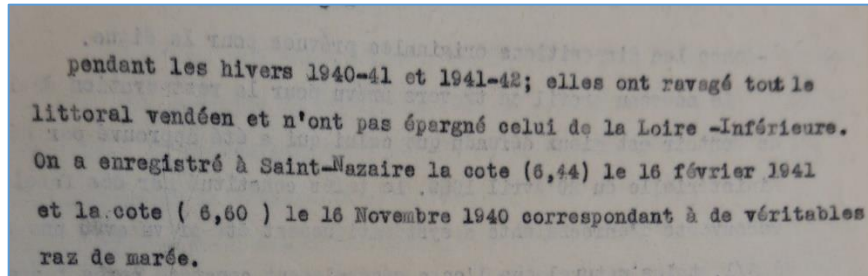 pendant les hivers 1940-41 et 1941-42; elles ont ravagé tout le
littoral vendéen et n'ont pas épargné celui de la Loire -Inférieure.
On a enregistré à Saint-Nazaire la cote (6,44) le 16 février 1941
et la cote ( 6,60 ) le 16 Novembre 1940 correspondant à de véritables
raz de marée.